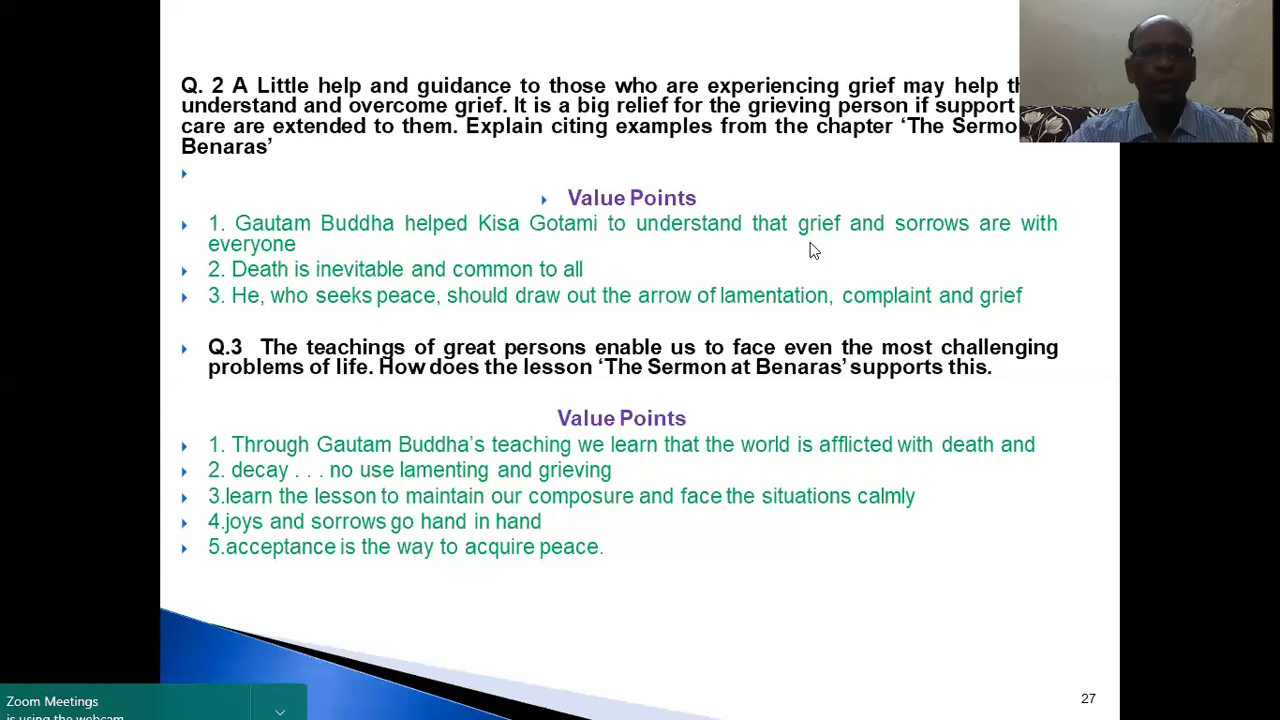 Q. 2 A Little help and guidance to those who are experiencing grief may help
understand and overcome grief. It is a big relief for the grieving person if support
care are extended to them. Explain citing examples from the chapter ‘The
Benaras’
Value Points
1. Gautam Buddha helped Kisa Gotami to understand that grief and sorrows are with
everyone
2. Death is inevitable and common to all
3. He, who seeks peace, should draw out the arrow of lamentation, complaint and grief
Q.3 The teachings of great persons enable us to face even the most challenging
problems of life. How does the lesson ‘The Sermon at Benaras’ supports this.
Value Points
1. Through Gautam Buddha’s teaching we learn that the world is afflicted with death and
2. decay . . . no use lamenting and grieving
3.learn the lesson to maintain our composure and face the situations calmly
4.joys and sorrows go hand in hand
5.acceptance is the way to acquire peace.
27
Zoom Meetings
is using the webcam